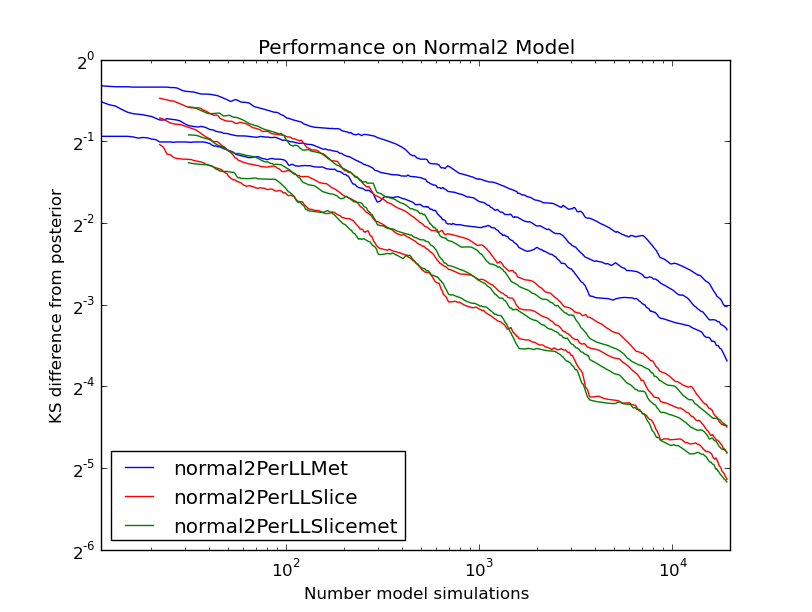 Performance on Normal2 Model
KS difference from posterior
2^0
2^-1
2^-2
2^-3
2^-4
2^-5
2^-6
normal2PerLLMet
normal2PerLLSlice
normal2PerLLSlicemet
10^2
10^3
10^4
Number model simulations